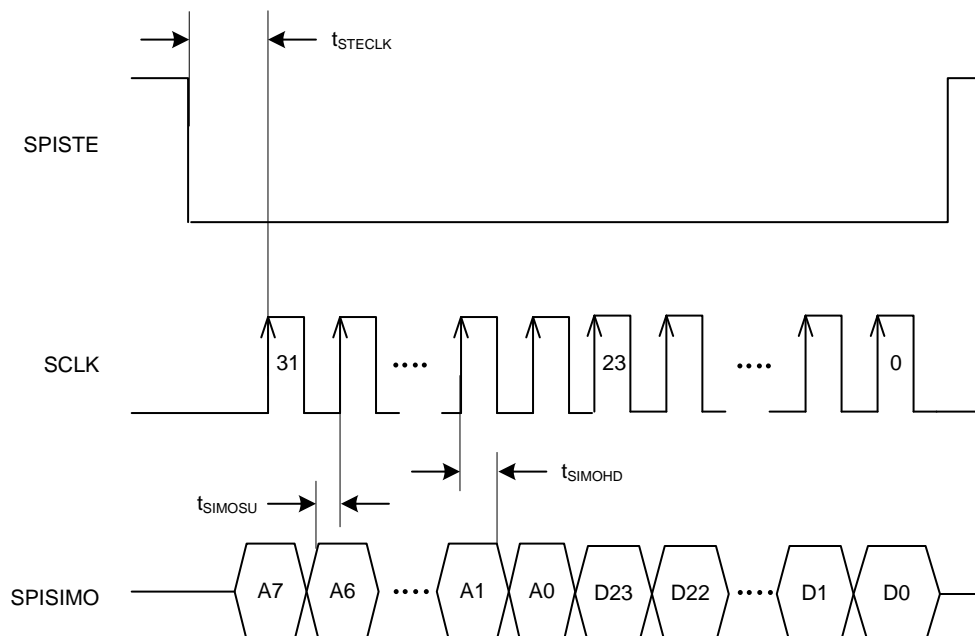 tSTECLK
SPISTE
SCLK
31 •••• 23 •••• 0
tSIMOHD
tSIMOSU
SPISIMO
A7 A6 •••• A1 A0 D23 D22 •••• D1 D0